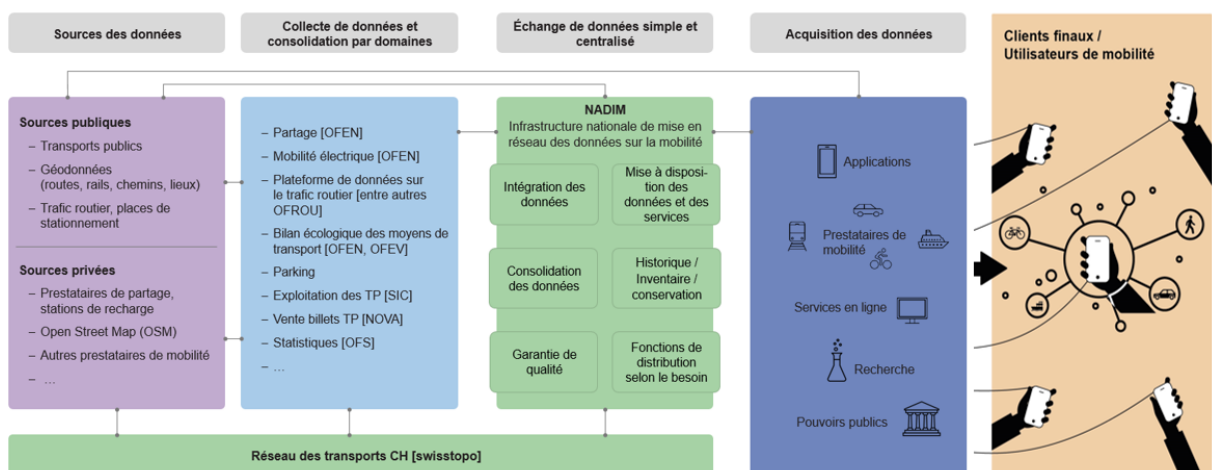 Sources des données
Collecte de données et
consolidation par domaines
Échange de données simple et
centralisé
Acquisition des données
Clients finaux /
Utilisateurs de mobilité
Sources publiques
– Transports publics
– Géodonnées
(routes, rails, chemins, lieux)
– Trafic routier, places de
stationnement
Sources privées
– Prestataires de partage,
stations de recharge
– Open Street Map (OSM)
– Autres prestataires de mobilité
– ...
– Partage [OFEN]
– Mobilité électrique [OFEN]
– Plateforme de données sur
le trafic routier [entre autres
OFROU]
– Bilan écologique des moyens de
transport [OFEN, OFEV]
– Parking
– Exploitation des TP [SIC]
– Vente billets TP [NOVA]
– Statistiques [OFS]
– ...
NADIM
Infrastructure nationale de mise en
réseau des données sur la mobilité
Intégration des
données
Mise à disposi-
tion des
données et des
services
Consolidation
des données
Historique /
Inventaire /
conservation
Garantie de
qualité
Fonctions de
distribution
selon le besoin
Applications
Prestataires de
mobilité
Services en ligne
Recherche
Pouvoirs publics
Réseau des transports CH [swisstopo]